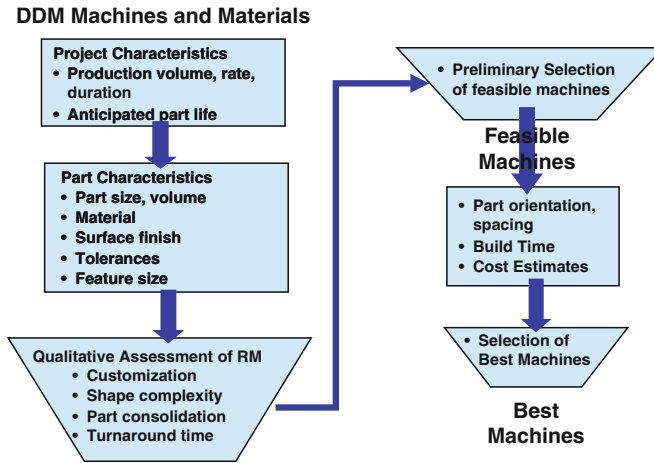 DDM Machines and Materials
Project Characteristics
• Production volume, rate,
duration
• Anticipated part life
Part Characteristics
• Part size, volume
• Material
• Surface finish
• Tolerances
• Feature size
Qualitative Assessment of RM
• Customization
• Shape complexity
• Part consolidation
• Turnaround time
• Preliminary Selection
of feasible machines
Feasible
Machines
• Part orientation,
spacing
• Build Time
• Cost Estimates
• Selection of
Best Machines
Best
Machines